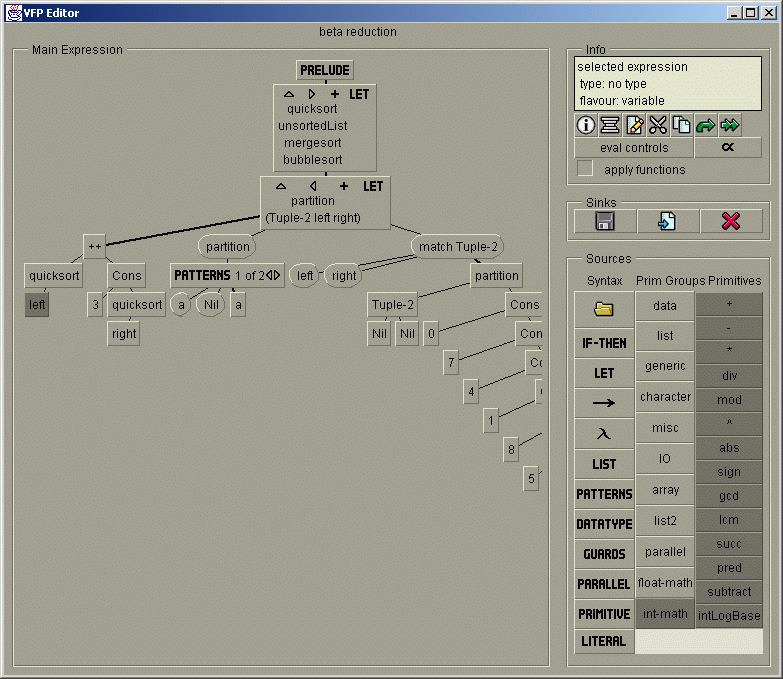 VFP Editor
beta reduction
Main Expression
PRELUDE
LET
quicksort
unsortedList
mergesort
bubblesort
+ LET
partition
(Tuple-2 left right)
++ partition match Tuple-2
quicksort Cons PATTERNS 1 of 2 left right partition
left 3 quicksort a Nil a Tuple-2 Cons
right Nil Nil 0 Con
7 Co
4
1
8
5
Info
selected expression
type: no type
flavour: variable
eval controls α
apply functions
Sinks
Sources
Syntax Prim Groups Primitives
IF-THEN
LET
→
λ
LIST
PATTERNS
DATATYPE
GUARDS
PARALLEL
PRIMITIVE
LITERAL
data
list
generic
character
misc
IO
array
list2
parallel
float-math
int-math
+
-
*
div
mod
^
abs
sign
gcd
lcm
succ
pred
subtract
intLogBase